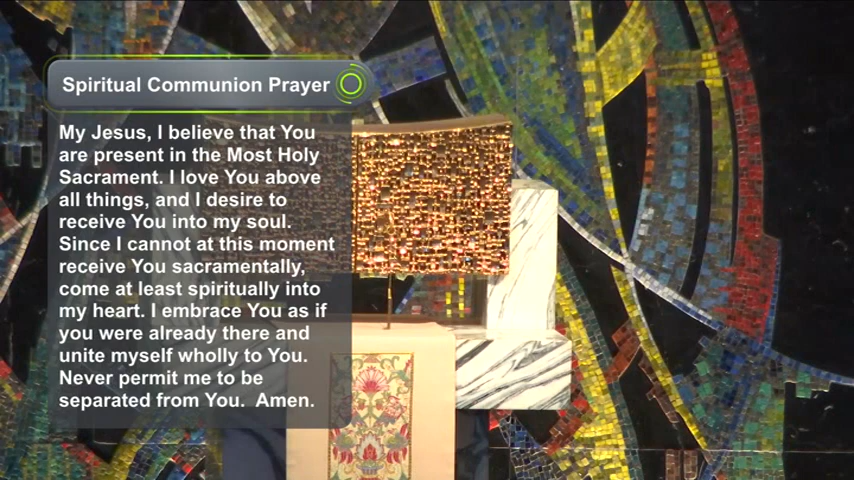 Spiritual Communion Prayer
My Jesus, I believe that You
are present in the Most Holy
Sacrament. I love You above
all things, and I desire to
receive You into my soul.
Since I cannot at this moment
receive You sacramentally,
come at least spiritually into
my heart. I embrace You as if
you were already there and
unite myself wholly to You.
Never permit me to be
separated from You.  Amen.